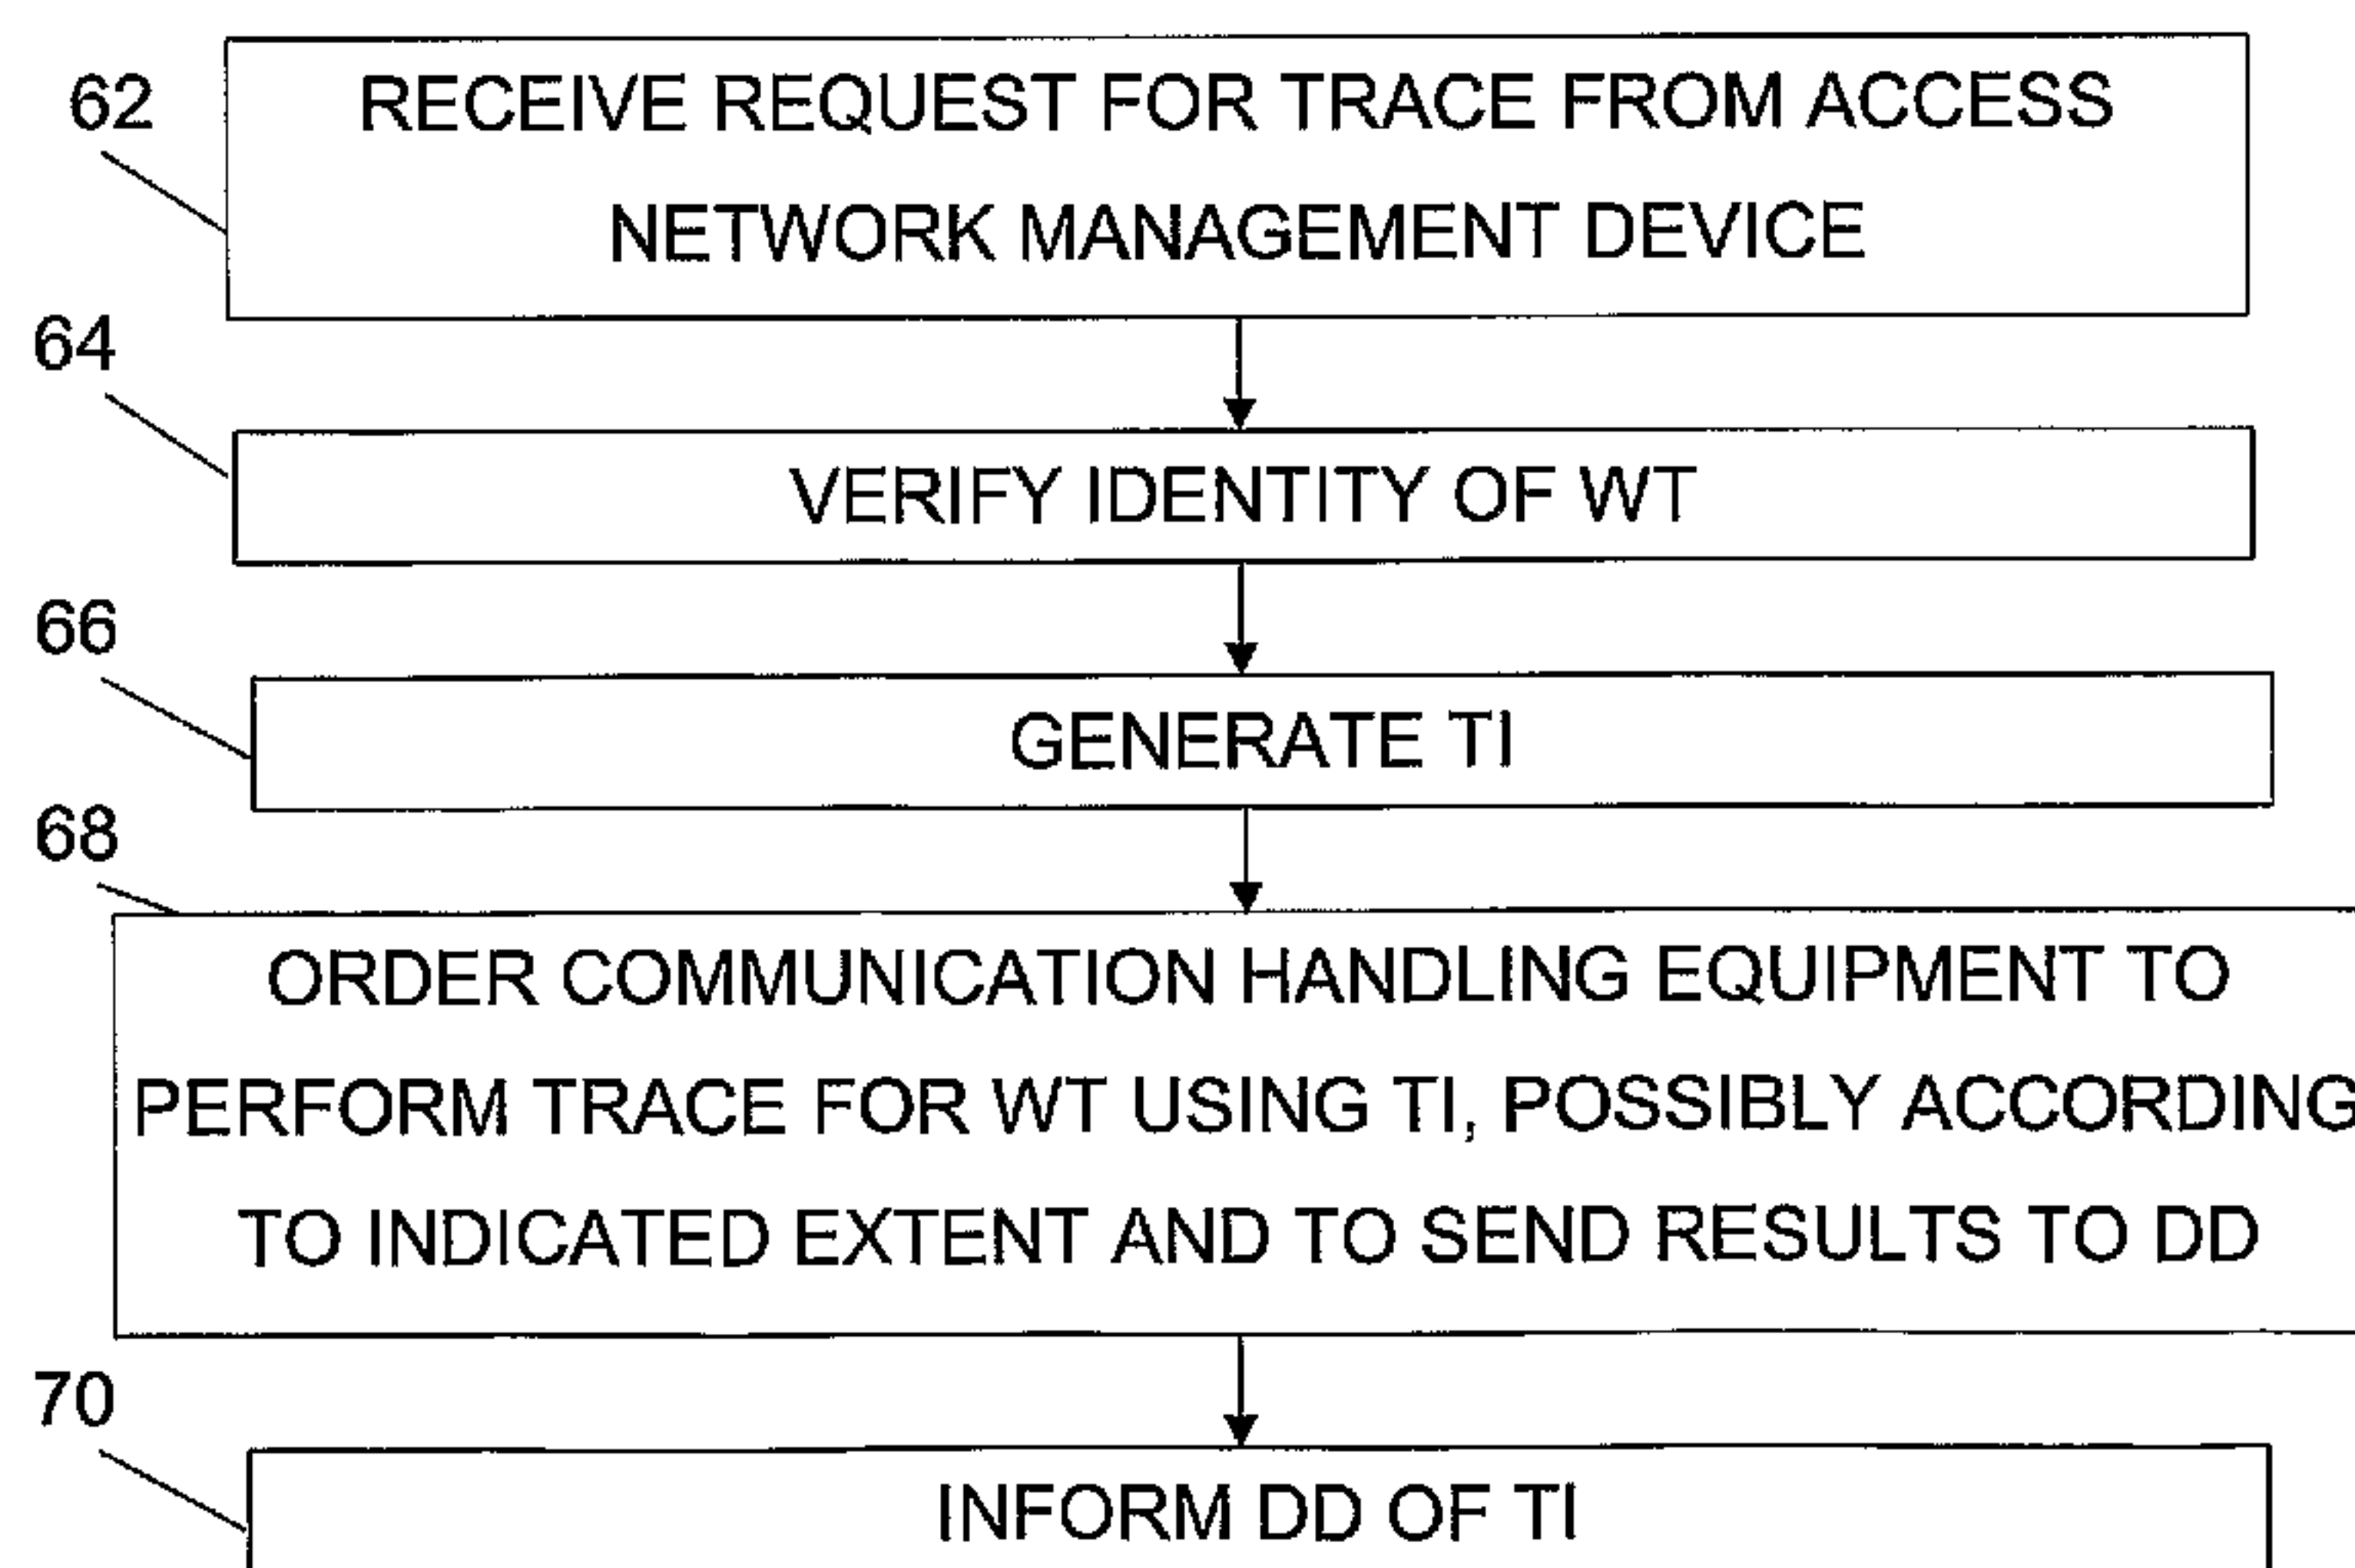 62
RECEIVE REQUEST FOR TRACE FROM ACCESS
NETWORK MANAGEMENT DEVICE
64
VERIFY IDENTITY OF WT
66
GENERATE TI
68
ORDER COMMUNICATION HANDLING EQUIPMENT TO
PERFORM TRACE FOR WT USING TI, POSSIBLY ACCORDING
TO INDICATED EXTENT AND TO SEND RESULTS TO DD
70
INFORM DD OF TI